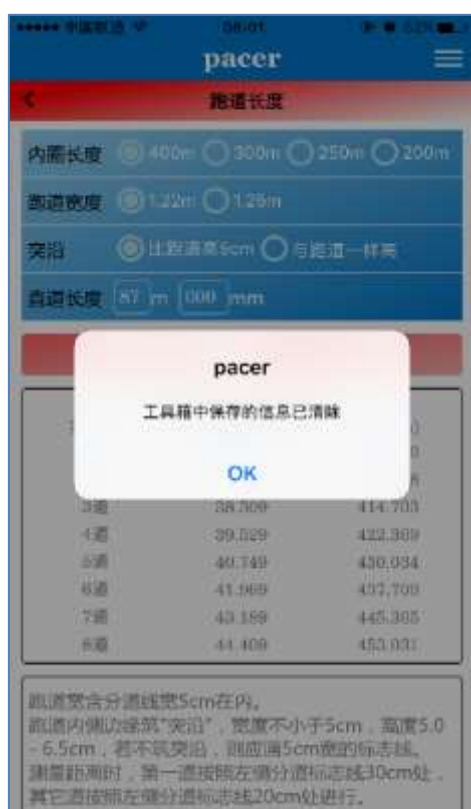 中国联通 08:01
pacer
跑道长度
内圈长度 400m 300m 250m 200m
跑道宽度 1.22m
突沿 比跑道高5cm 与跑道一样高
直道长度 87 m 000 mm
pacer
工具箱中保存的信息已清除
OK
3道 38.309 414.703
4道 39.529 422.369
5道 40.749 430.034
6道 41.969 437.700
7道 43.189 445.365
8道 44.409 453.031
跑道宽含分道线宽5cm在内。
跑道内侧边缘筑"突沿"，宽度不小于5cm，高度5.0
- 6.5cm，若不筑突沿，则应画5cm宽的标志线。
测量距离时，第一道按照左侧分道标志线30cm处，
其它道按照左侧分道标志线20cm处进行。